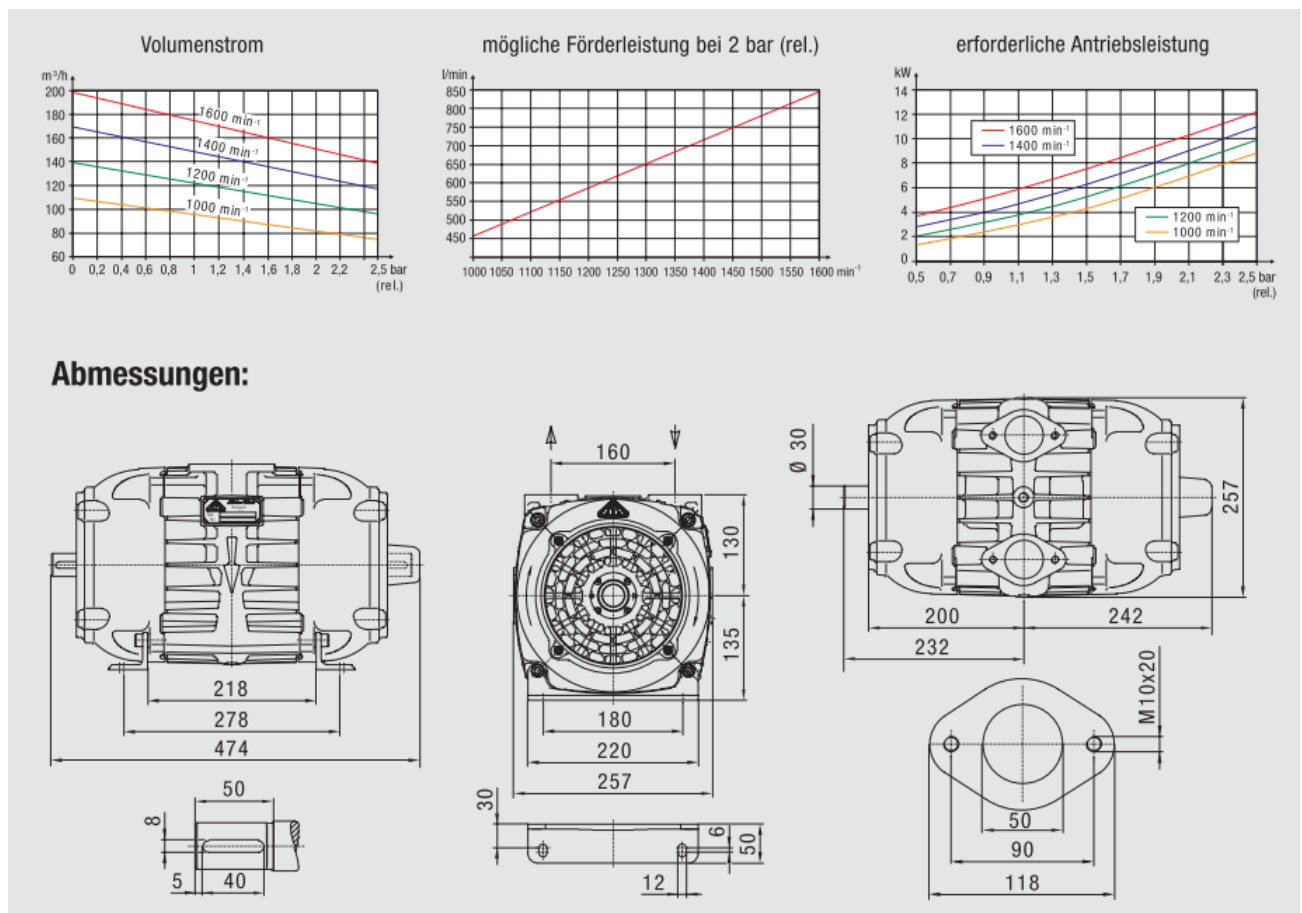 Volumenstrom
m³/h
200
180
160
140
120
100
80
60
1600 min-1
1400 min-1
1200 min-1
1000 min-1
0 0,2 0,4 0,6 0,8 1 1,2 1,4 1,6 1,8 2 2,2 2,5 bar
(rel.)
mögliche Förderleistung bei 2 bar (rel.)
l/min
850
800
750
700
650
600
550
500
450
1000 1050 1100 1150 1200 1250 1300 1350 1400 1450 1500 1550 1600 min-1
erforderliche Antriebsleistung
kW
14
12
10
8
6
4
2
0
1600 min-1
1400 min-1
1200 min-1
1000 min-1
0,5 0,7 0,9 1,1 1,3 1,5 1,7 1,9 2,1 2,3 2,5 bar
(rel.)
Abmessungen:
218
278
474
160
130
135
180
220
257
Ø 30
257
200
242
232
50
8
5
40
30
6
50
12
M10x20
50
90
118